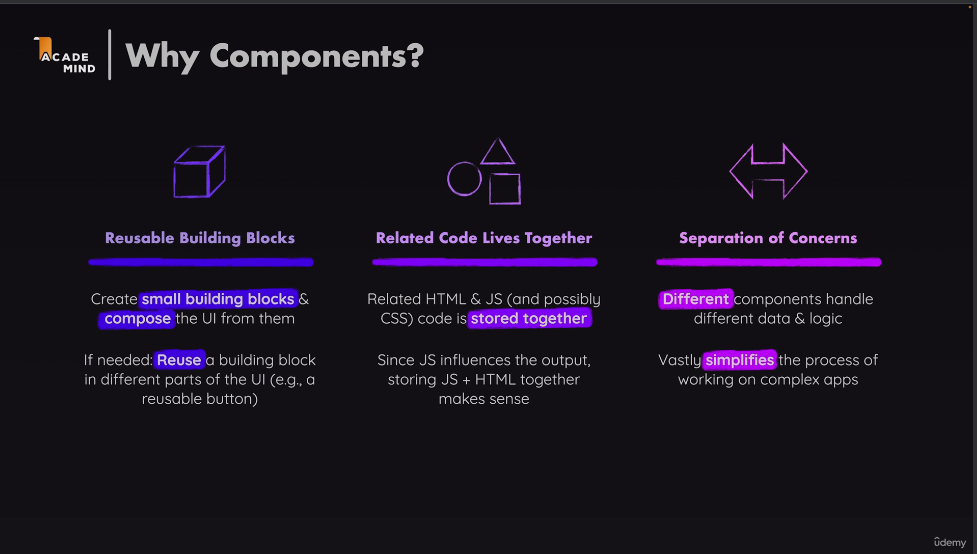 ACADE
MIND
Why Components?
Reusable Building Blocks
Create small building blocks &
compose the UI from them
If needed: Reuse a building block
in different parts of the UI (e.g., a
reusable button)
Related Code Lives Together
Related HTML & JS (and possibly
CSS) code is stored together
Since JS influences the output,
storing JS + HTML together
makes sense
Separation of Concerns
Different components handle
different data & logic
Vastly simplifies the process of
working on complex apps
ûdemy